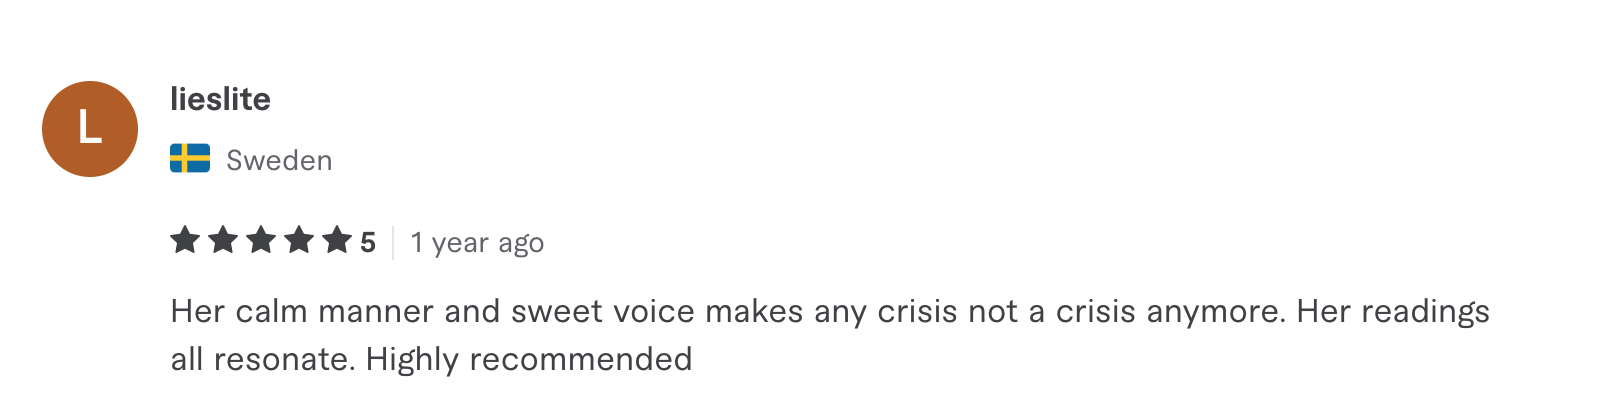 L
lieslite
Sweden
5 1 year ago
Her calm manner and sweet voice makes any crisis not a crisis anymore. Her readings
all resonate. Highly recommended